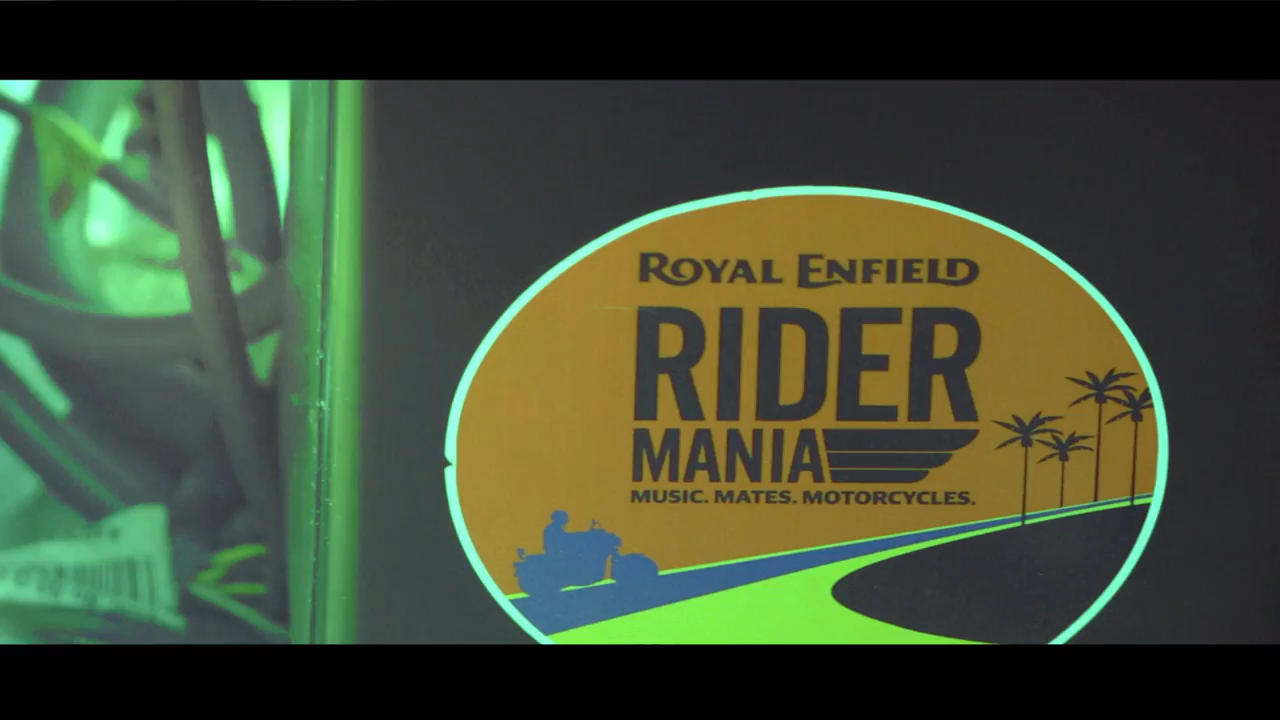 ROYAL ENFIELD
RIDER
MANIA
MUSIC. MATES. MOTORCYCLES.